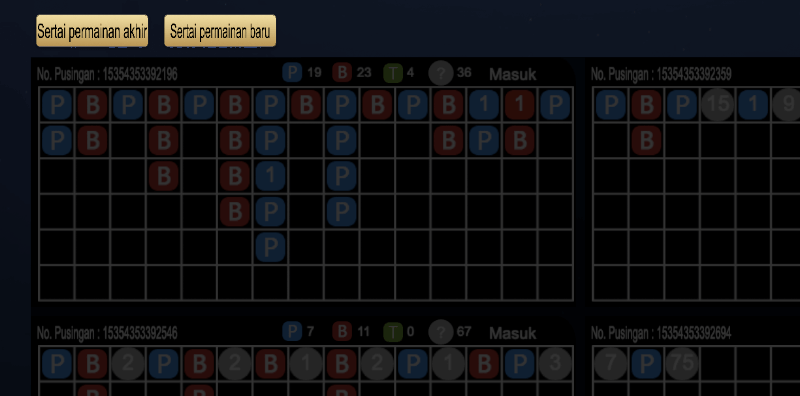 Sertai permainan akhir Sertai permainan baru
No. Pusingan : 15354353392196 P 19 B 23 T 4 ? 36 Masuk No. Pusingan : 15354353392359
P B P B P B P B P B P B 1 1 P P B P 15 1 9
P B B B P P B P B B
B B 1 P
B P P
P
No. Pusingan : 15354353392546 P 7 B 11 T 0 ? 67 Masuk No. Pusingan : 15354353392694
P B 2 P B 2 B 1 B 2 P 1 B P 3 7 P 75
B B B